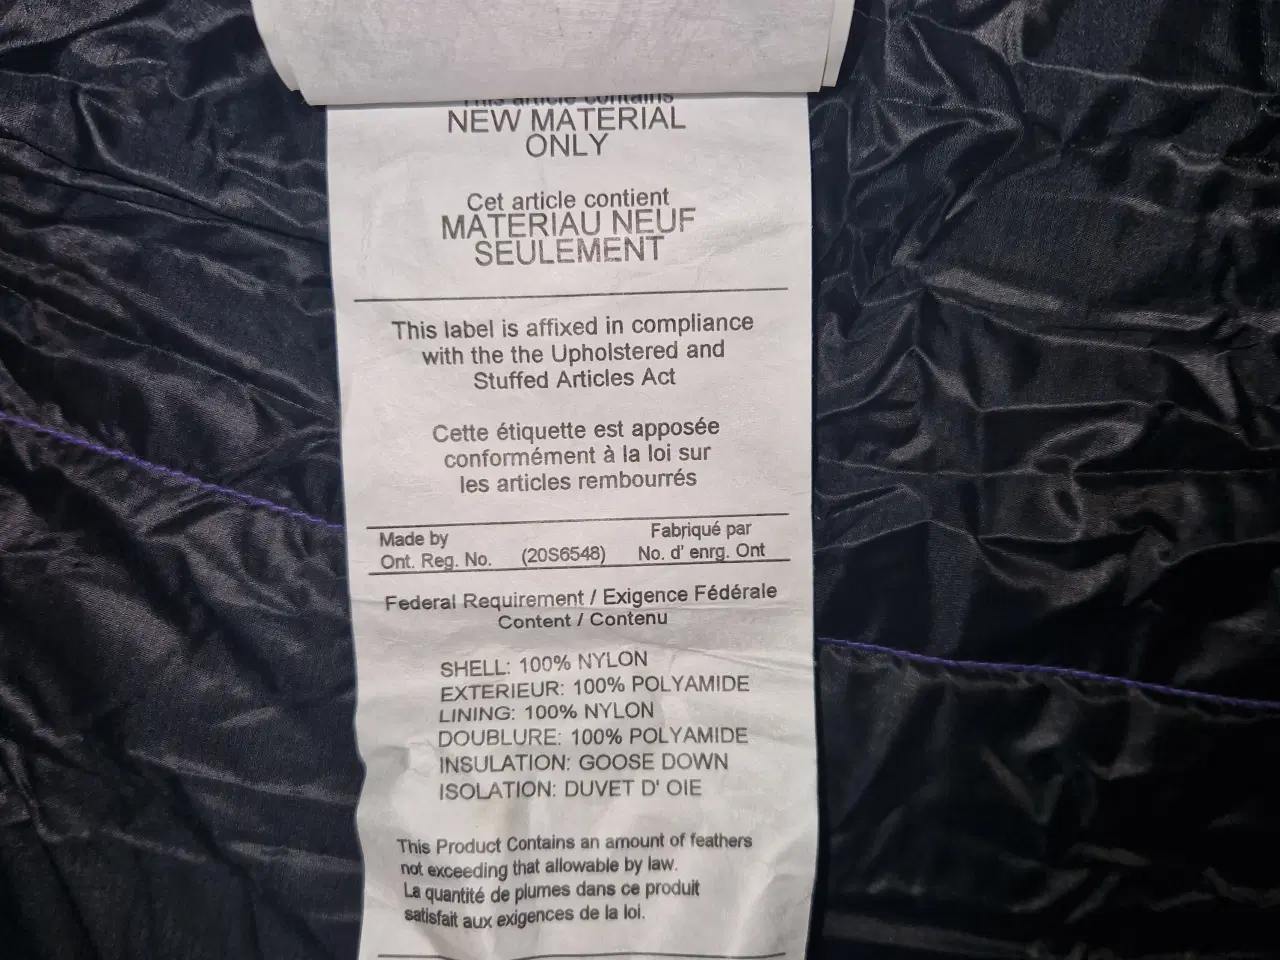 This article contains
NEW MATERIAL
ONLY
Cet article contient
MATERIAU NEUF
SEULEMENT
This label is affixed in compliance
with the the Upholstered and
Stuffed Articles Act
Cette étiquette est apposée
conformément à la loi sur
les articles rembourrés
Made by
Ont. Reg. No.
(20S6548)
Fabriqué par
No. d' enrg. Ont
Federal Requirement / Exigence Fédérale
Content / Contenu
SHELL: 100% NYLON
EXTERIEUR: 100% POLYAMIDE
LINING: 100% NYLON
DOUBLURE: 100% POLYAMIDE
INSULATION: GOOSE DOWN
ISOLATION: DUVET D' OIE
This Product Contains an amount of feathers
not exceeding that allowable by law.
La quantité de plumes dans ce produit
satisfait aux exigences de la loi.